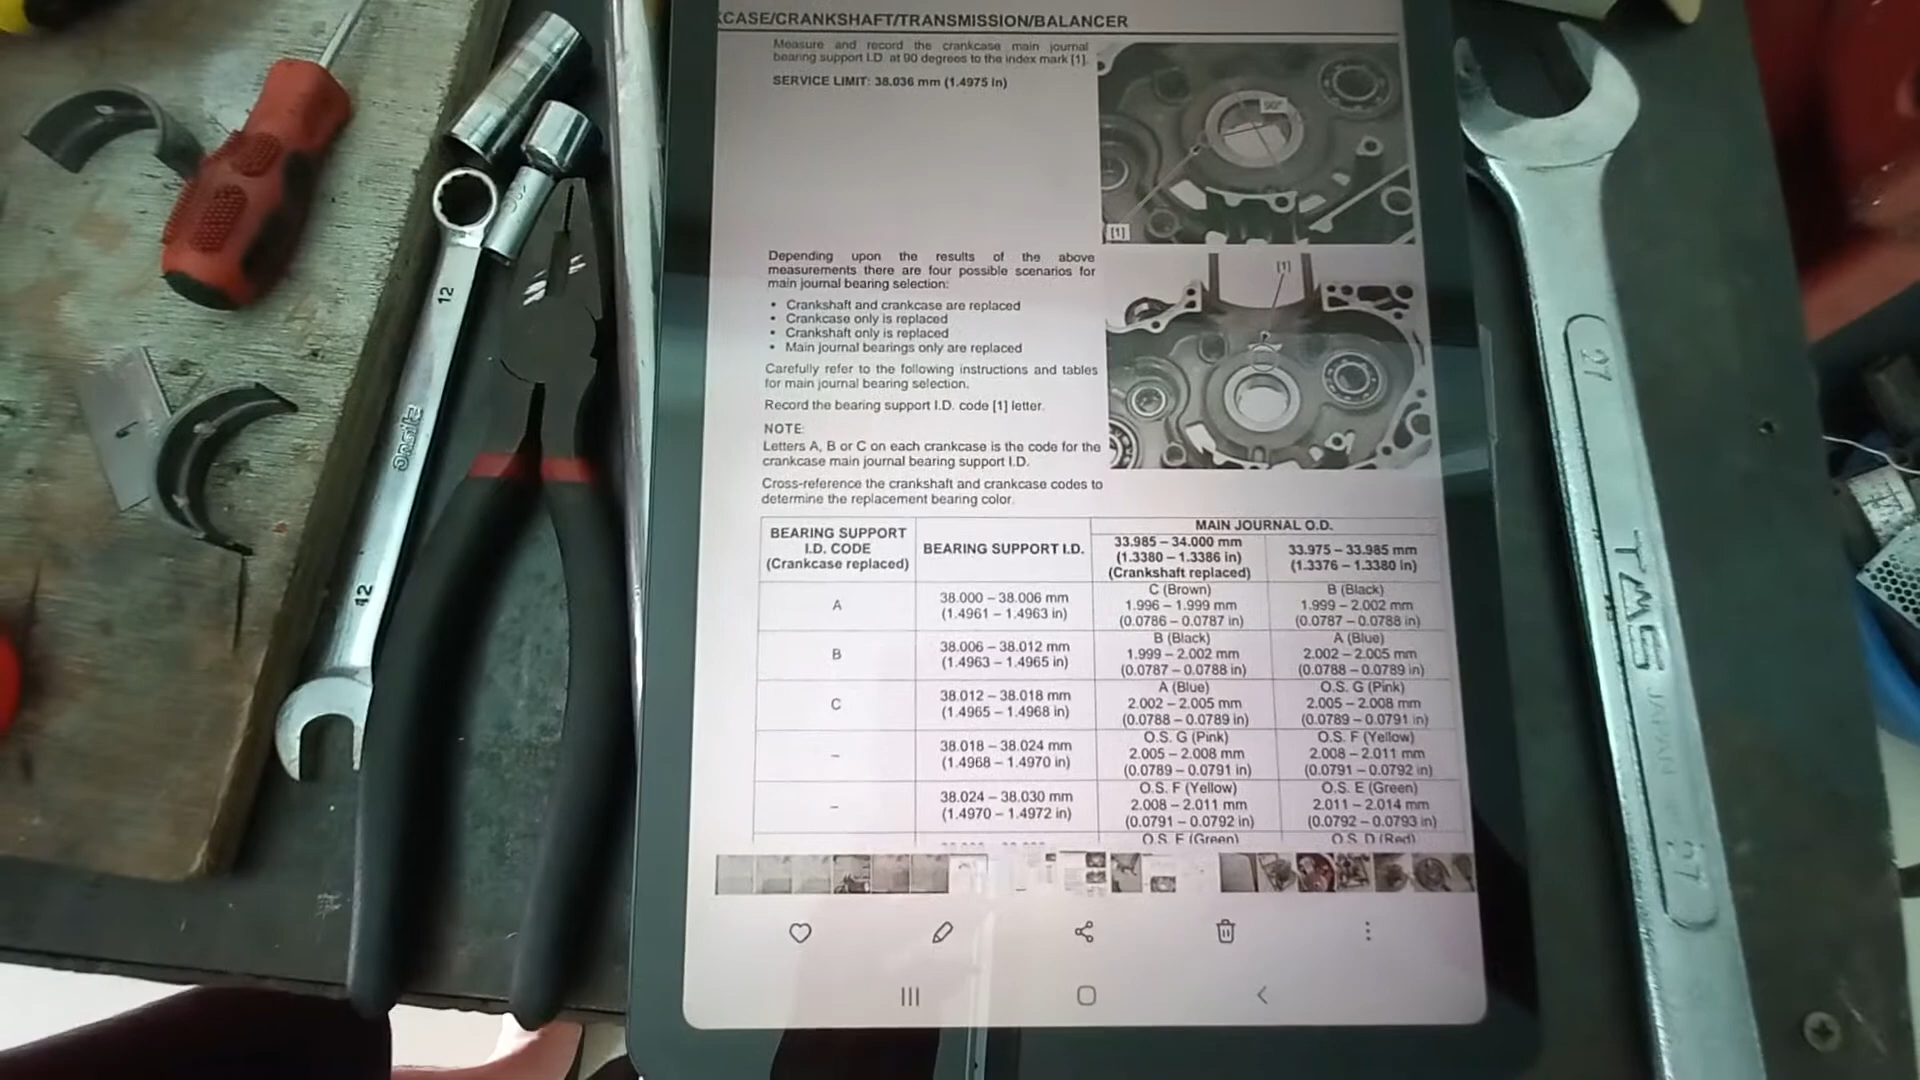 KCASE/CRANKSHAFT/TRANSMISSION/BALANCER
Measure and record the crankcase main journal
bearing support I.D. at 90 degrees to the index mark [1].
SERVICE LIMIT: 38.036 mm (1.4975 in)
90°
[1]
Depending upon the results of the above
measurements there are four possible scenarios for
main journal bearing selection:
• Crankshaft and crankcase are replaced
• Crankcase only is replaced
• Crankshaft only is replaced
• Main journal bearings only are replaced
Carefully refer to the following instructions and tables
for main journal bearing selection.
Record the bearing support I.D. code [1] letter.
NOTE:
Letters A, B or C on each crankcase is the code for the
crankcase main journal bearing support I.D.
Cross-reference the crankshaft and crankcase codes to
determine the replacement bearing color.
[1]
BEARING SUPPORT
I.D. CODE
(Crankcase replaced)
BEARING SUPPORT I.D.
MAIN JOURNAL O.D.
33.985 – 34.000 mm
(1.3380 – 1.3386 in)
(Crankshaft replaced)
33.975 – 33.985 mm
(1.3376 – 1.3380 in)
A
38.000 – 38.006 mm
(1.4961 – 1.4963 in)
C (Brown)
1.996 – 1.999 mm
(0.0786 – 0.0787 in)
B (Black)
1.999 – 2.002 mm
(0.0787 – 0.0788 in)
B
38.006 – 38.012 mm
(1.4963 – 1.4965 in)
B (Black)
1.999 – 2.002 mm
(0.0787 – 0.0788 in)
A (Blue)
2.002 – 2.005 mm
(0.0788 – 0.0789 in)
C
38.012 – 38.018 mm
(1.4965 – 1.4968 in)
A (Blue)
2.002 – 2.005 mm
(0.0788 – 0.0789 in)
O.S. G (Pink)
2.005 – 2.008 mm
(0.0789 – 0.0791 in)
–
38.018 – 38.024 mm
(1.4968 – 1.4970 in)
O.S. G (Pink)
2.005 – 2.008 mm
(0.0789 – 0.0791 in)
O.S. F (Yellow)
2.008 – 2.011 mm
(0.0791 – 0.0792 in)
–
38.024 – 38.030 mm
(1.4970 – 1.4972 in)
O.S. F (Yellow)
2.008 – 2.011 mm
(0.0791 – 0.0792 in)
O.S. E (Green)
2.011 – 2.014 mm
(0.0792 – 0.0793 in)
O.S. E (Green)
O.S. D (Red)
12
12
27
TMG JAPAN
27